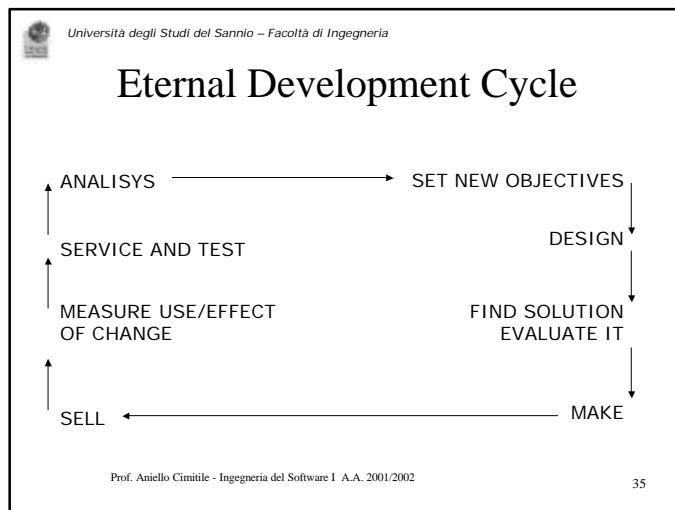 Università degli Studi del Sannio – Facoltà di Ingegneria
Eternal Development Cycle
ANALISYS
SET NEW OBJECTIVES
DESIGN
SERVICE AND TEST
MEASURE USE/EFFECT
OF CHANGE
FIND SOLUTION
EVALUATE IT
MAKE
SELL
Prof. Aniello Cimitile - Ingegneria del Software I A.A. 2001/2002
35